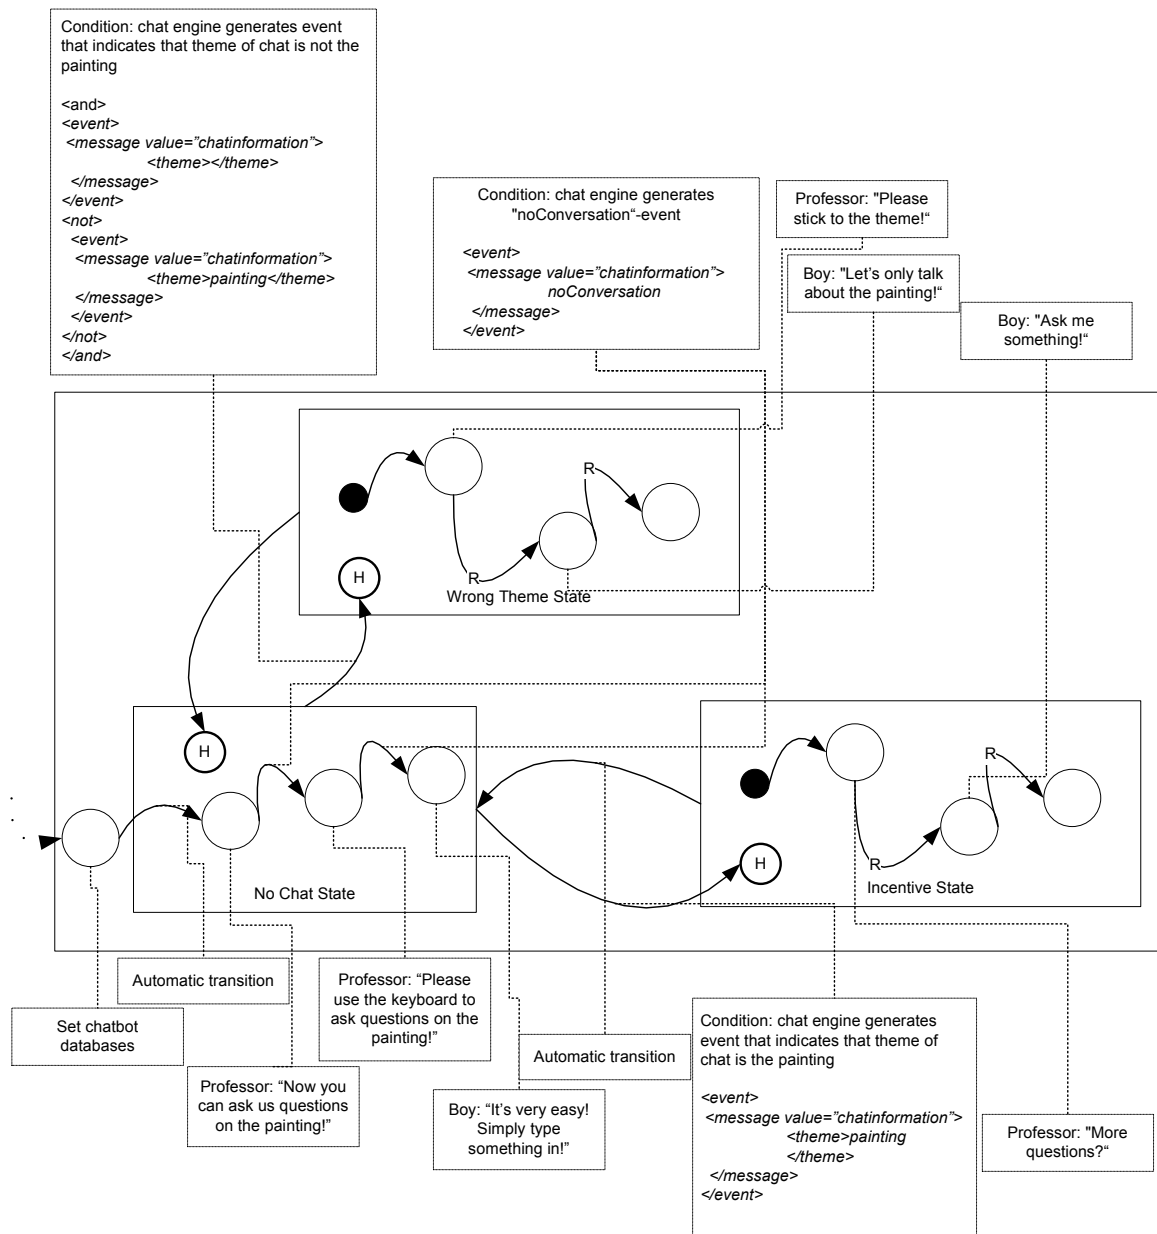 Condition: chat engine generates event
that indicates that theme of chat is not the
painting
<and>
<event>
<message value=”chatinformation”>
<theme></theme>
</message>
</event>
<not>
<event>
<message value=”chatinformation”>
<theme>painting</theme>
</message>
</event>
</not>
</and>
Condition: chat engine generates
"noConversation“-event
<event>
<message value=”chatinformation”>
noConversation
</message>
</event>
Professor: "Please
stick to the theme!“
Boy: "Let’s only talk
about the painting!“
Boy: "Ask me
something!“
R
H
R
Wrong Theme State
H
No Chat State
R
H
R
Incentive State
Automatic transition
Set chatbot
databases
Professor: “Now you
can ask us questions
on the painting!”
Professor: “Please
use the keyboard to
ask questions on the
painting!”
Boy: “It’s very easy!
Simply type
something in!”
Automatic transition
Condition: chat engine generates
event that indicates that theme of
chat is the painting
<event>
<message value=”chatinformation”>
<theme>painting
</theme>
</message>
</event>
Professor: "More
questions?“